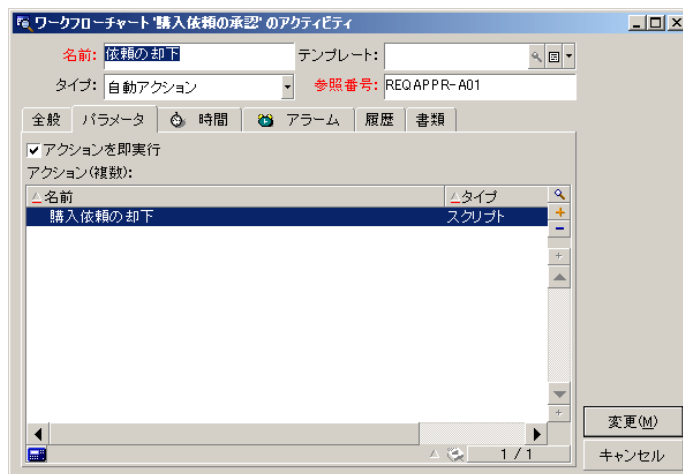 ワークフローチャート '購入依頼の承認' のアクティビティ
名前: 依頼の却下 テンプレート:
タイプ: 自動アクション 参照番号: REQAPPR-A01
全般 パラメータ 時間 アラーム 履歴 書類
アクションを即実行
アクション(複数):
名前 タイプ
購入依頼の却下 スクリプト
1 / 1
変更(M)
キャンセル